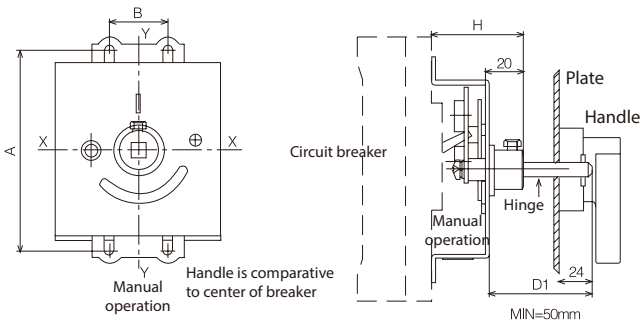 B
Y
A
X
X
Y
Manual
operation
Handle is comparative
to center of breaker
H
20
Plate
Handle
Circuit breaker
Hinge
Manual
operation
24
D1
MIN=50mm